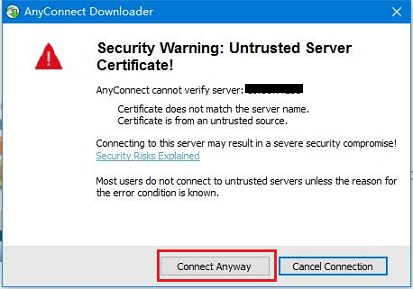 AnyConnect Downloader
Security Warning: Untrusted Server
Certificate!
AnyConnect cannot verify server:
Certificate does not match the server name.
Certificate is from an untrusted source.
Connecting to this server may result in a severe security compromise!
Security Risks Explained
Most users do not connect to untrusted servers unless the reason for
the error condition is known.
Connect Anyway
Cancel Connection